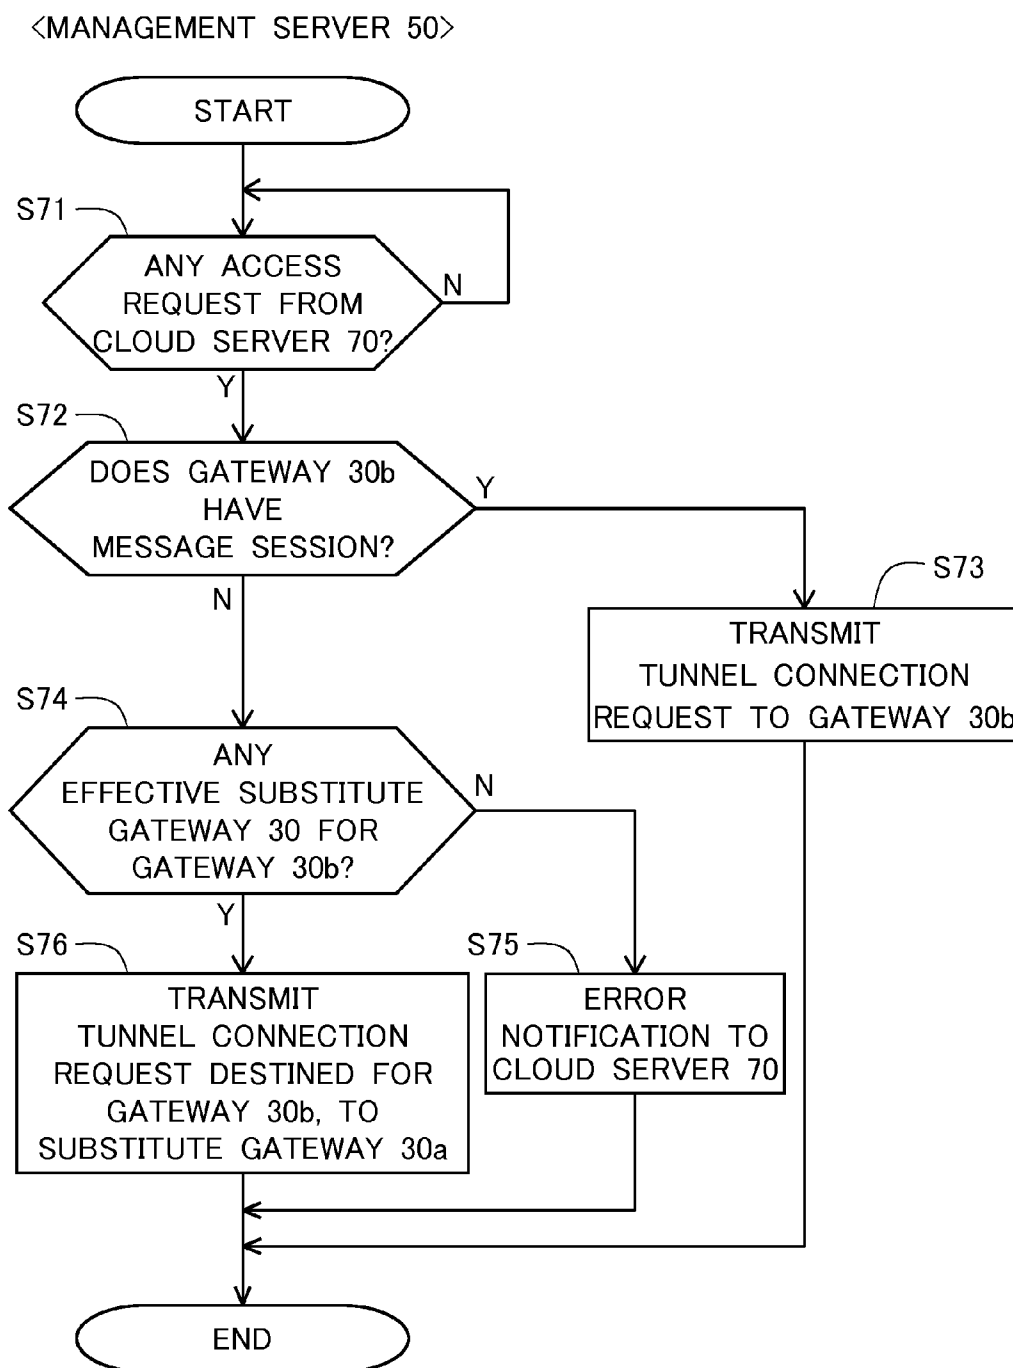 <MANAGEMENT SERVER 50>
START
S71
ANY ACCESS
REQUEST FROM
CLOUD SERVER 70?
N
Y
S72
DOES GATEWAY 30b
HAVE
MESSAGE SESSION?
Y
N
S73
TRANSMIT
TUNNEL CONNECTION
REQUEST TO GATEWAY 30b
S74
ANY
EFFECTIVE SUBSTITUTE
GATEWAY 30 FOR
GATEWAY 30b?
N
Y
S76
TRANSMIT
TUNNEL CONNECTION
REQUEST DESTINED FOR
GATEWAY 30b, TO
SUBSTITUTE GATEWAY 30a
S75
ERROR
NOTIFICATION TO
CLOUD SERVER 70
END